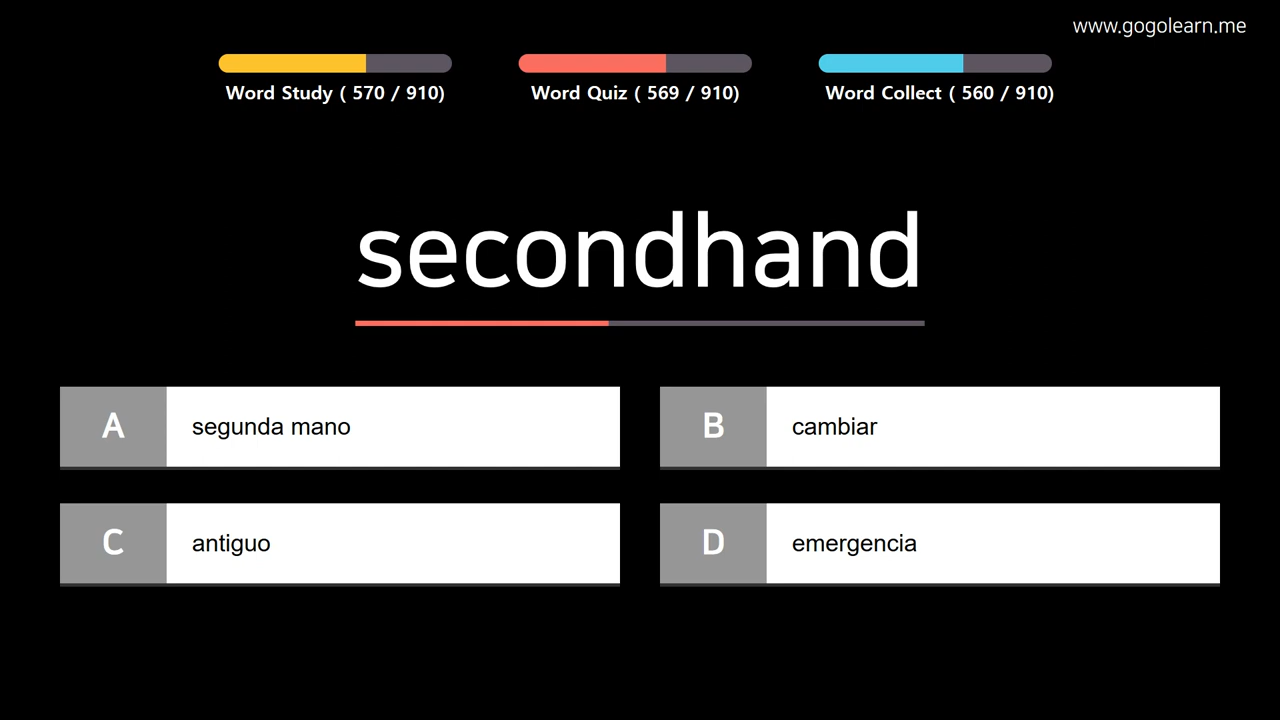 www.gogolearn.me
Word Study ( 570 / 910)
Word Quiz ( 569 / 910)
Word Collect ( 560 / 910)
secondhand
A segunda mano
B cambiar
C antiguo
D emergencia